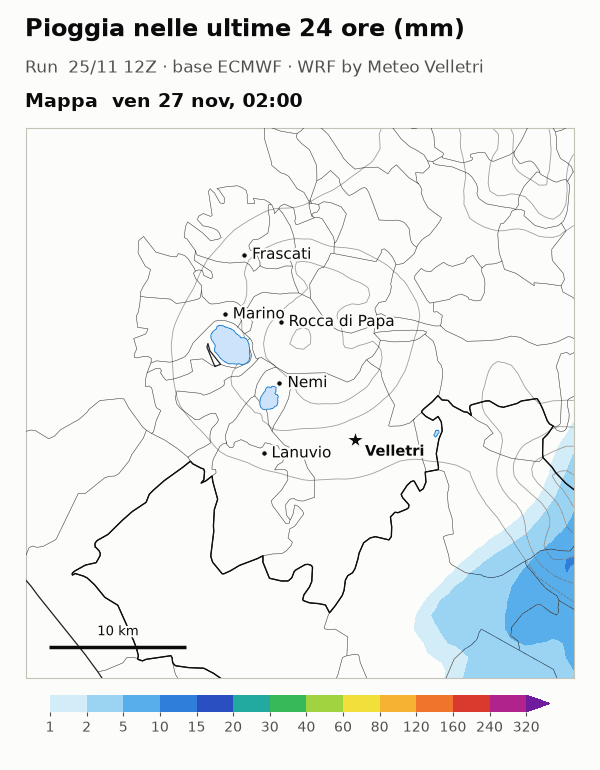 Pioggia nelle ultime 24 ore (mm)
Run  25/11 12Z · base ECMWF · WRF by Meteo Velletri
Mappa  ven 27 nov, 02:00
Frascati
Marino
Rocca di Papa
Nemi
Velletri
Lanuvio
10 km
1 2 5 10 15 20 30 40 60 80 120 160 240 320